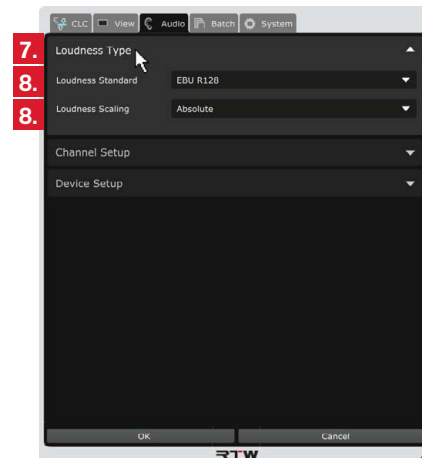 CLC View Audio Batch System
7. Loudness Type
8. Loudness Standard EBU R128
8. Loudness Scaling Absolute
Channel Setup
Device Setup
OK Cancel
RTW